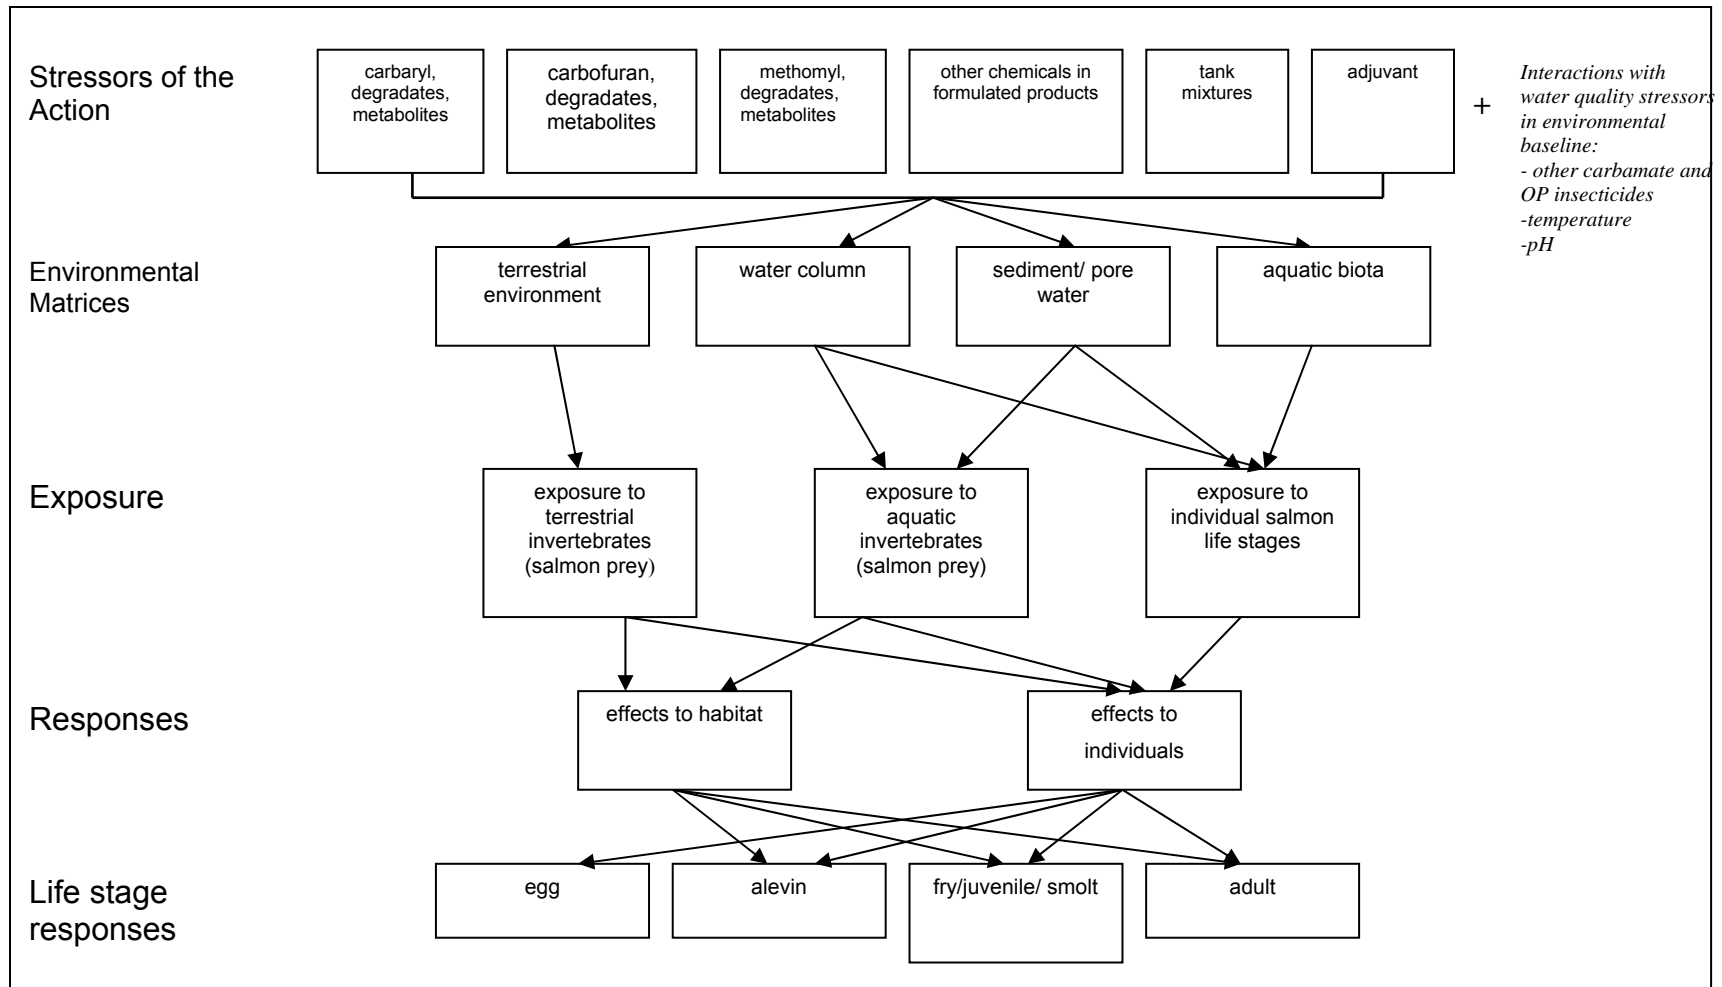 Stressors of the
Action
carbaryl,
degradates,
metabolites
carbofuran,
degradates,
metabolites
methomyl,
degradates,
metabolites
other chemicals in
formulated products
tank
mixtures
adjuvant
+
Interactions with
water quality stressors
in environmental
baseline:
- other carbamate and
OP insecticides
-temperature
-pH
Environmental
Matrices
terrestrial
environment
water column
sediment/ pore
water
aquatic biota
Exposure
exposure to
terrestrial
invertebrates
(salmon prey)
exposure to
aquatic
invertebrates
(salmon prey)
exposure to
individual salmon
life stages
Responses
effects to habitat
effects to
individuals
Life stage
responses
egg
alevin
fry/juvenile/ smolt
adult